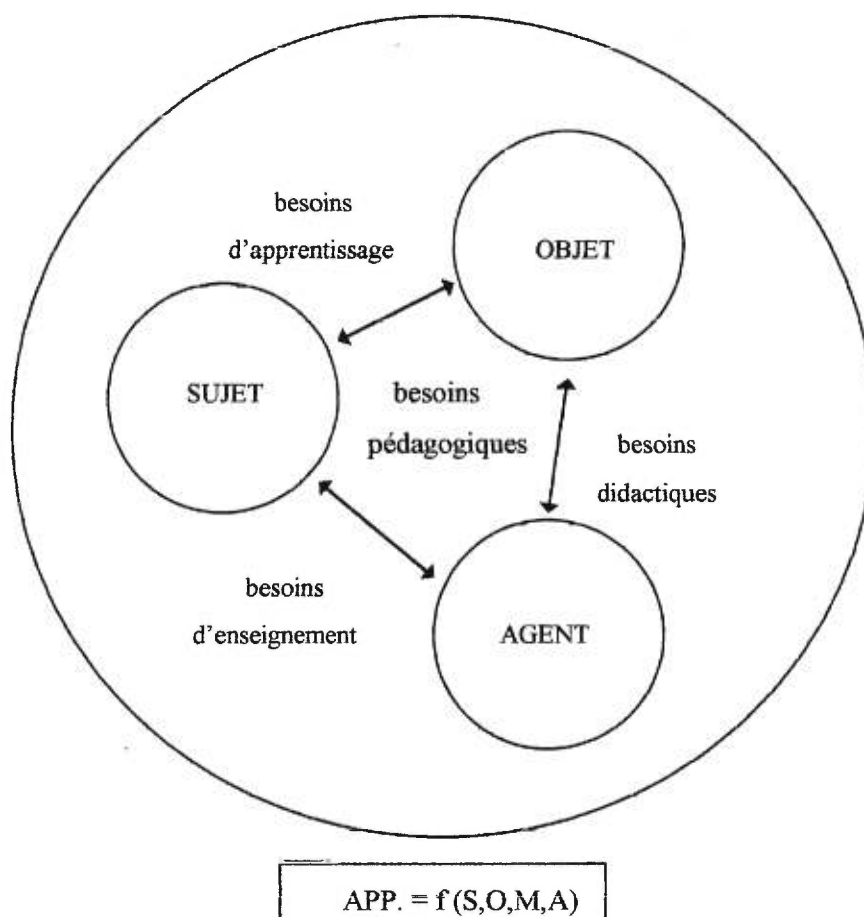 besoins
d'apprentissage
OBJET
SUJET
besoins
pédagogiques
besoins
didactiques
besoins
d'enseignement
AGENT
APP. = f (S,O,M,A)